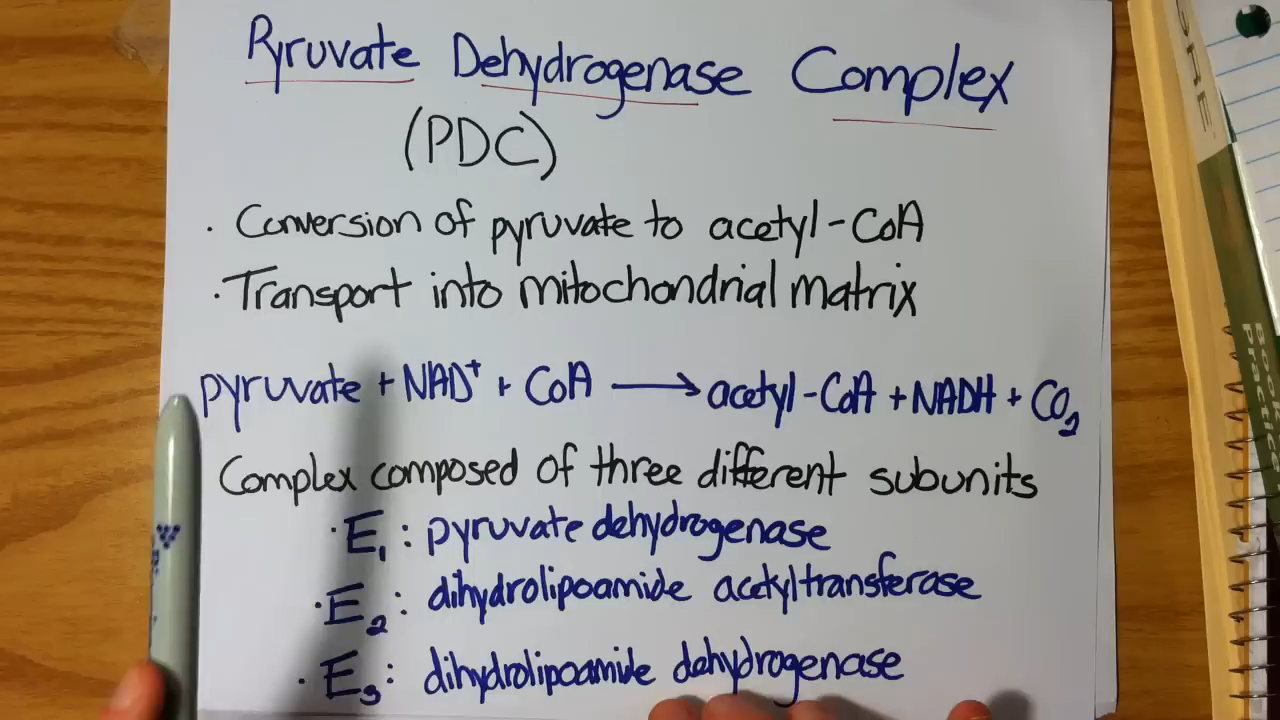 Pyruvate Dehydrogenase Complex
(PDC)
· Conversion of pyruvate to acetyl-CoA
· Transport into mitochondrial matrix
pyruvate + NAD⁺ + CoA ⟶ acetyl-CoA + NADH + CO₂
Complex composed of three different subunits
· E₁: pyruvate dehydrogenase
· E₂: dihydrolipoamide acetyltransferase
· E₃: dihydrolipoamide dehydrogenase